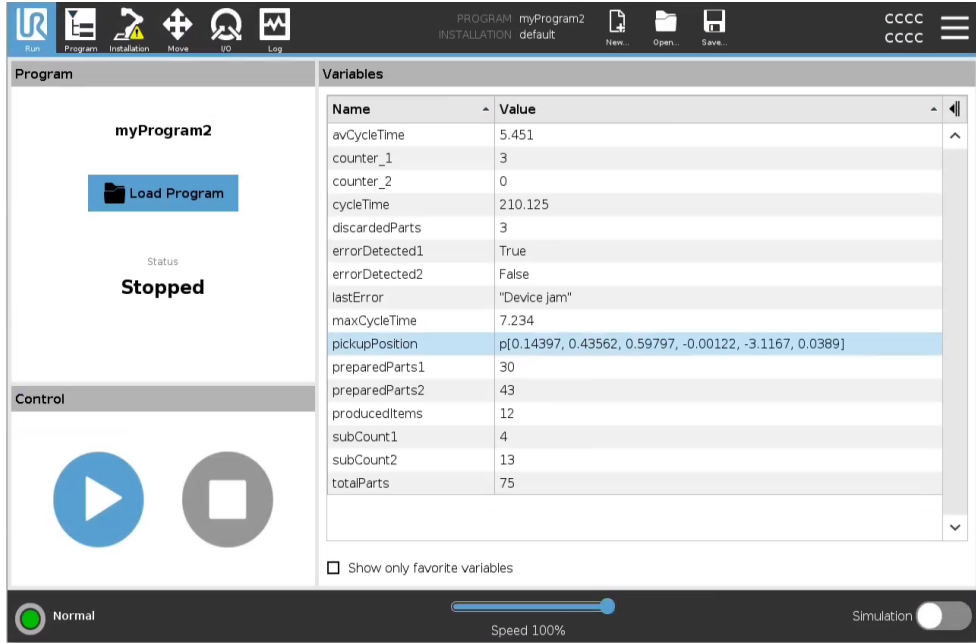 UR
PROGRAM myProgram2
INSTALLATION default
CCCC
CCCC
Run Program Installation Move I/O Log New... Open... Save...
Program
Variables
myProgram2
Load Program
Status
Stopped
Control
Name Value
avCycleTime 5.451
counter_1 3
counter_2 0
cycleTime 210.125
discardedParts 3
errorDetected1 True
errorDetected2 False
lastError "Device jam"
maxCycleTime 7.234
pickupPosition p[0.14397, 0.43562, 0.59797, -0.00122, -3.1167, 0.0389]
preparedParts1 30
preparedParts2 43
producedItems 12
subCount1 4
subCount2 13
totalParts 75
Show only favorite variables
Normal
Speed 100%
Simulation